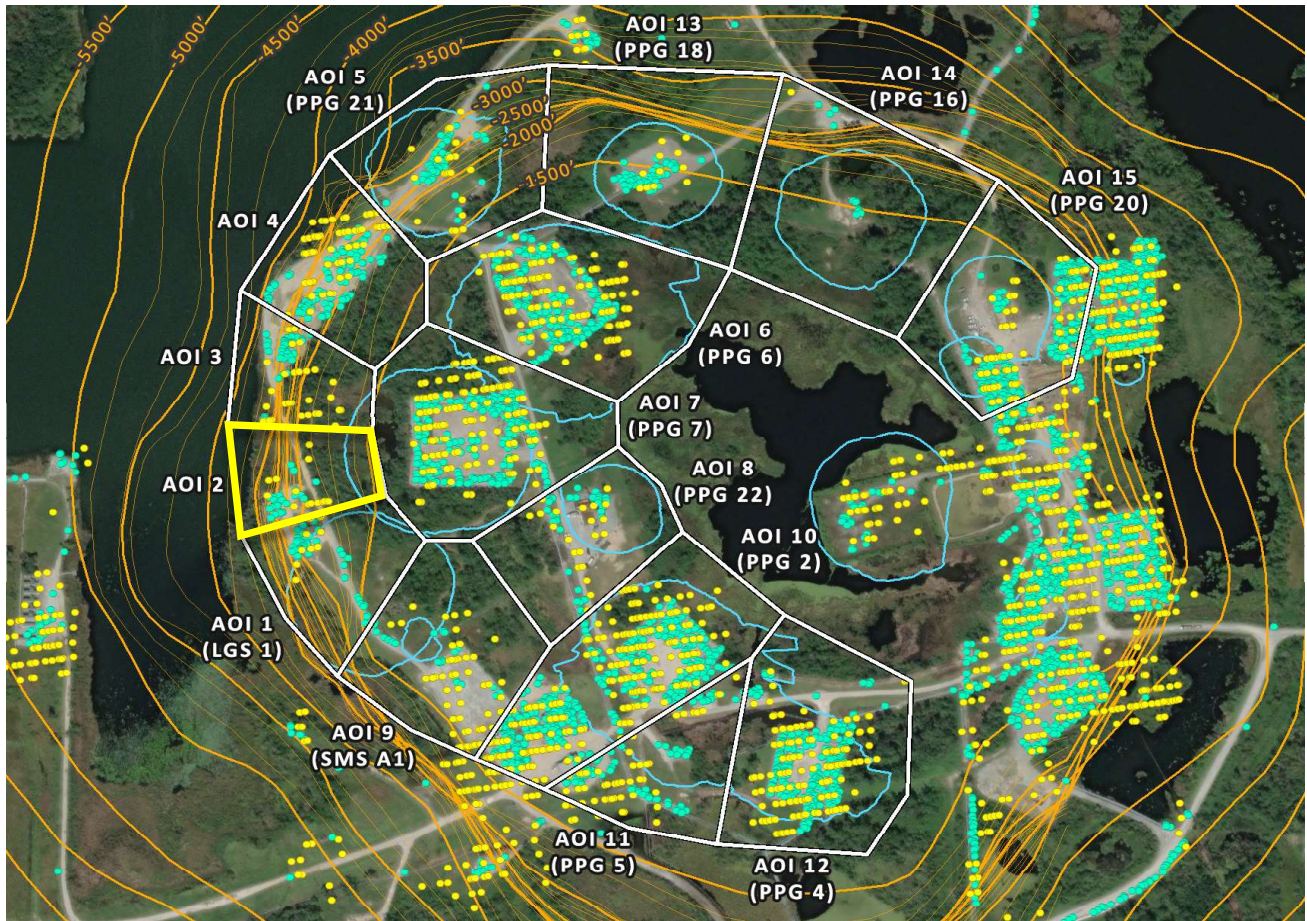 -5500'
-5000'
-4500'
-4000'
-3500'
-3000'
-2500'
-2000'
-1500'
AOI 13
(PPG 18)
AOI 5
(PPG 21)
AOI 14
(PPG 16)
AOI 15
(PPG 20)
AOI 4
AOI 3
AOI 6
(PPG 6)
AOI 7
(PPG 7)
AOI 2
AOI 8
(PPG 22)
AOI 10
(PPG 2)
AOI 1
(LGS 1)
AOI 9
(SMS A1)
AOI 11
(PPG 5)
AOI 12
(PPG 4)